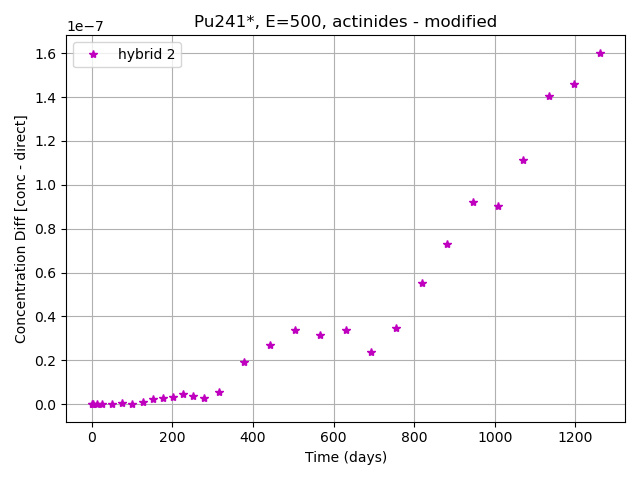 Pu241*, E=500, actinides - modified
1e−7
hybrid 2
1.6
1.4
1.2
1.0
0.8
0.6
0.4
0.2
0.0
Concentration Diff [conc - direct]
0 200 400 600 800 1000 1200
Time (days)